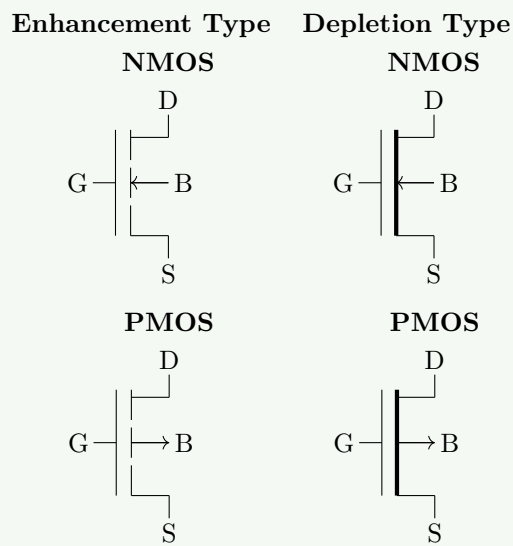 Enhancement Type Depletion Type
NMOS NMOS
D D
G B G B
S S
PMOS PMOS
D D
G B G B
S S